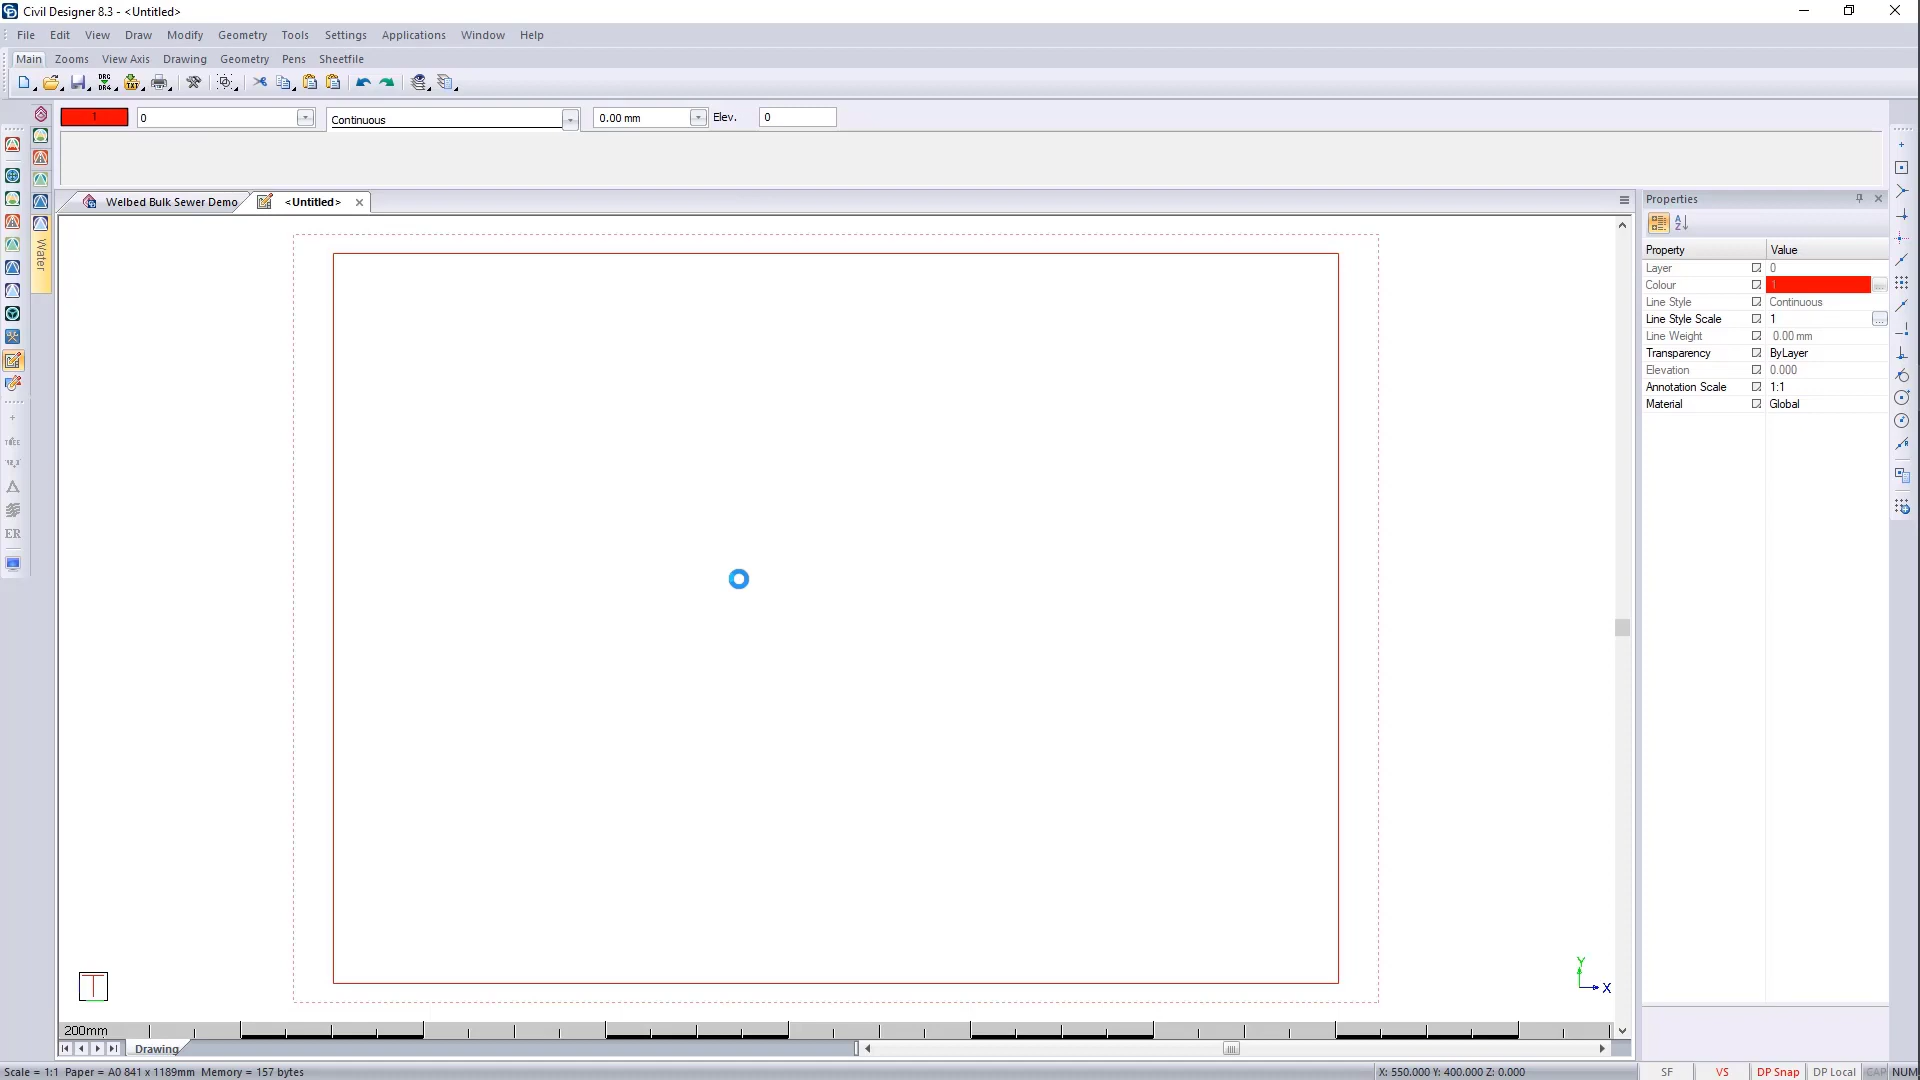 Civil Designer 8.3 - <Untitled>
File Edit View Draw Modify Geometry Tools Settings Applications Window Help
Main Zooms View Axis Drawing Geometry Pens Sheetfile
1 0 Continuous 0.00 mm Elev. 0
Welbed Bulk Sewer Demo <Untitled>
Water
ER
Properties
Property Value
Layer 0
Colour 1
Line Style Continuous
Line Style Scale 1
Line Weight 0.00 mm
Transparency ByLayer
Elevation 0.000
Annotation Scale 1:1
Material Global
Y
X
200mm
Drawing
Scale = 1:1 Paper = A0 841 x 1189mm Memory = 157 bytes X: 550.000 Y: 400.000 Z: 0.000 SF VS DP Snap DP Local CAP NUM